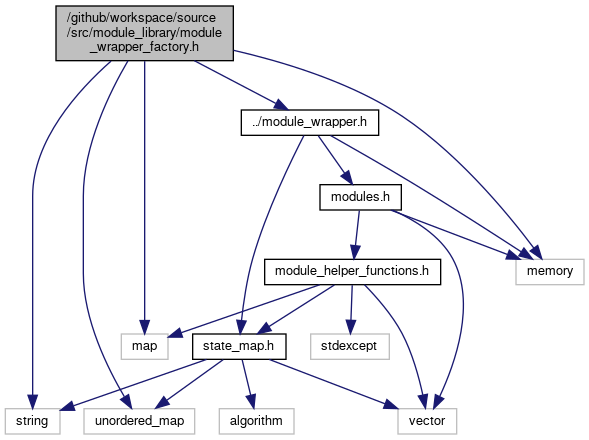 /github/workspace/source
/src/module_library/module
_wrapper_factory.h
../module_wrapper.h
modules.h
module_helper_functions.h
memory
map
state_map.h
stdexcept
string
unordered_map
algorithm
vector